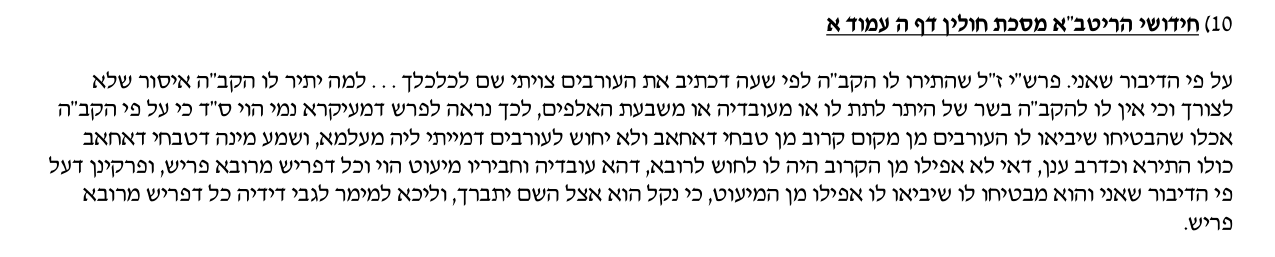 10) חידושי הריטב"א מסכת חולין דף ה עמוד א
על פי הדיבור שאני. פרש"י ז"ל שהתירו לו הקב"ה לפי שעה דכתיב את העורבים צויתי שם לכלכלך . . . למה יתיר לו הקב"ה איסור שלא
לצורך וכי אין לו להקב"ה בשר של היתר לתת לו או מעובדיה או משבעת האלפים, לכך נראה לפרש דמעיקרא נמי הוי ס"ד כי על פי הקב"ה
אכלו שהבטיחו שיביאו לו העורבים מן מקום קרוב מן טבחי דאחאב ולא יחוש לעורבים דמייתי ליה מעלמא, ושמע מינה דטבחי דאחאב
כולו התירא וכדרב ענן, דאי לא אפילו מן הקרוב היה לו לחוש לרובא, דהא עובדיה וחביריו מיעוט הוי וכל דפריש מרובא פריש, ופרקינן דעל
פי הדיבור שאני והוא מבטיחו לו שיביאו לו אפילו מן המיעוט, כי נקל הוא אצל השם יתברך, וליכא למימר לגבי דידיה כל דפריש מרובא
פריש.